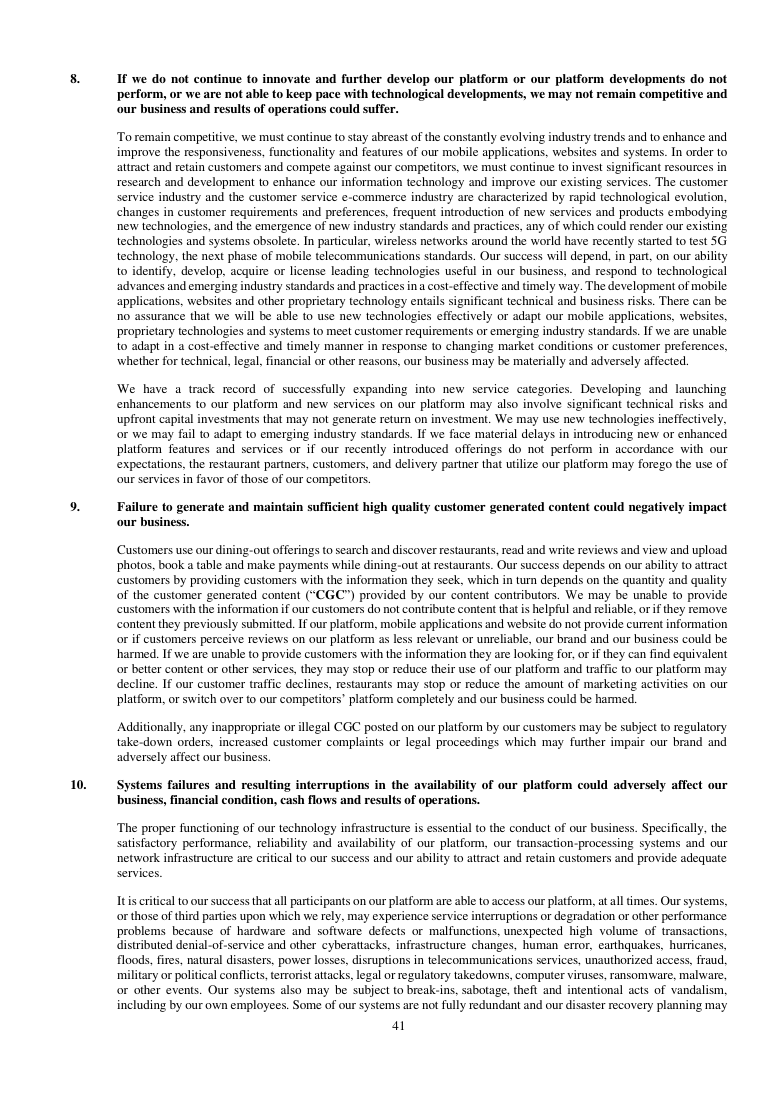 8. If we do not continue to innovate and further develop our platform or our platform developments do not
perform, or we are not able to keep pace with technological developments, we may not remain competitive and
our business and results of operations could suffer.
To remain competitive, we must continue to stay abreast of the constantly evolving industry trends and to enhance and
improve the responsiveness, functionality and features of our mobile applications, websites and systems. In order to
attract and retain customers and compete against our competitors, we must continue to invest significant resources in
research and development to enhance our information technology and improve our existing services. The customer
service industry and the customer service e-commerce industry are characterized by rapid technological evolution,
changes in customer requirements and preferences, frequent introduction of new services and products embodying
new technologies, and the emergence of new industry standards and practices, any of which could render our existing
technologies and systems obsolete. In particular, wireless networks around the world have recently started to test 5G
technology, the next phase of mobile telecommunications standards. Our success will depend, in part, on our ability
to identify, develop, acquire or license leading technologies useful in our business, and respond to technological
advances and emerging industry standards and practices in a cost-effective and timely way. The development of mobile
applications, websites and other proprietary technology entails significant technical and business risks. There can be
no assurance that we will be able to use new technologies effectively or adapt our mobile applications, websites,
proprietary technologies and systems to meet customer requirements or emerging industry standards. If we are unable
to adapt in a cost-effective and timely manner in response to changing market conditions or customer preferences,
whether for technical, legal, financial or other reasons, our business may be materially and adversely affected.
We have a track record of successfully expanding into new service categories. Developing and launching
enhancements to our platform and new services on our platform may also involve significant technical risks and
upfront capital investments that may not generate return on investment. We may use new technologies ineffectively,
or we may fail to adapt to emerging industry standards. If we face material delays in introducing new or enhanced
platform features and services or if our recently introduced offerings do not perform in accordance with our
expectations, the restaurant partners, customers, and delivery partner that utilize our platform may forego the use of
our services in favor of those of our competitors.
9. Failure to generate and maintain sufficient high quality customer generated content could negatively impact
our business.
Customers use our dining-out offerings to search and discover restaurants, read and write reviews and view and upload
photos, book a table and make payments while dining-out at restaurants. Our success depends on our ability to attract
customers by providing customers with the information they seek, which in turn depends on the quantity and quality
of the customer generated content (“CGC”) provided by our content contributors. We may be unable to provide
customers with the information if our customers do not contribute content that is helpful and reliable, or if they remove
content they previously submitted. If our platform, mobile applications and website do not provide current information
or if customers perceive reviews on our platform as less relevant or unreliable, our brand and our business could be
harmed. If we are unable to provide customers with the information they are looking for, or if they can find equivalent
or better content or other services, they may stop or reduce their use of our platform and traffic to our platform may
decline. If our customer traffic declines, restaurants may stop or reduce the amount of marketing activities on our
platform, or switch over to our competitors’ platform completely and our business could be harmed.
Additionally, any inappropriate or illegal CGC posted on our platform by our customers may be subject to regulatory
take-down orders, increased customer complaints or legal proceedings which may further impair our brand and
adversely affect our business.
10. Systems failures and resulting interruptions in the availability of our platform could adversely affect our
business, financial condition, cash flows and results of operations.
The proper functioning of our technology infrastructure is essential to the conduct of our business. Specifically, the
satisfactory performance, reliability and availability of our platform, our transaction-processing systems and our
network infrastructure are critical to our success and our ability to attract and retain customers and provide adequate
services.
It is critical to our success that all participants on our platform are able to access our platform, at all times. Our systems,
or those of third parties upon which we rely, may experience service interruptions or degradation or other performance
problems because of hardware and software defects or malfunctions, unexpected high volume of transactions,
distributed denial-of-service and other cyberattacks, infrastructure changes, human error, earthquakes, hurricanes,
floods, fires, natural disasters, power losses, disruptions in telecommunications services, unauthorized access, fraud,
military or political conflicts, terrorist attacks, legal or regulatory takedowns, computer viruses, ransomware, malware,
or other events. Our systems also may be subject to break-ins, sabotage, theft and intentional acts of vandalism,
including by our own employees. Some of our systems are not fully redundant and our disaster recovery planning may
41